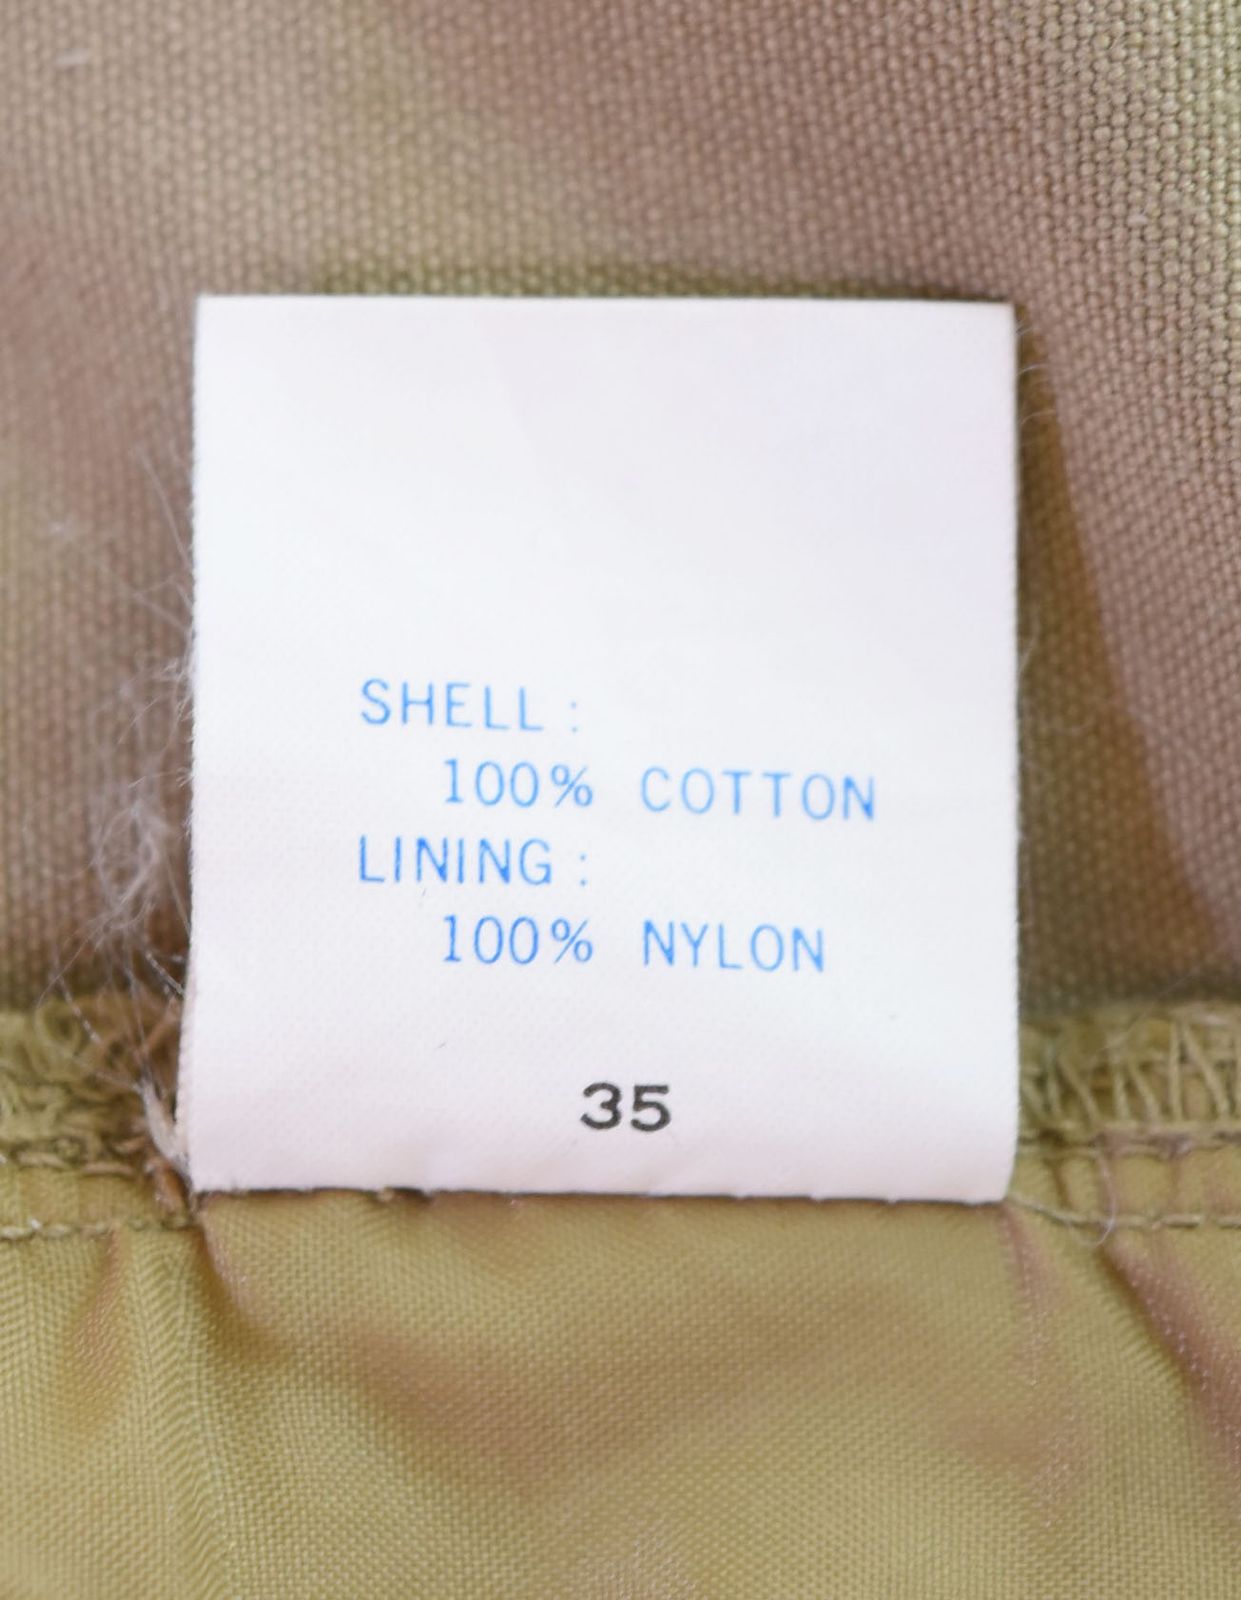 SHELL :
100% COTTON
LINING :
100% NYLON
35